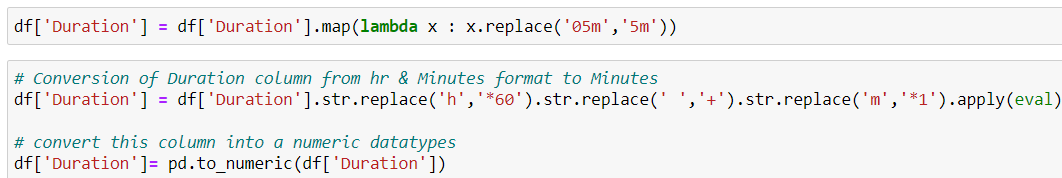 df['Duration'] = df['Duration'].map(lambda x : x.replace('05m','5m'))
# Conversion of Duration column from hr & Minutes format to Minutes
df['Duration'] = df['Duration'].str.replace('h','*60').str.replace(' ','+').str.replace('m','*1').apply(eval)
# convert this column into a numeric datatypes
df['Duration']= pd.to_numeric(df['Duration'])